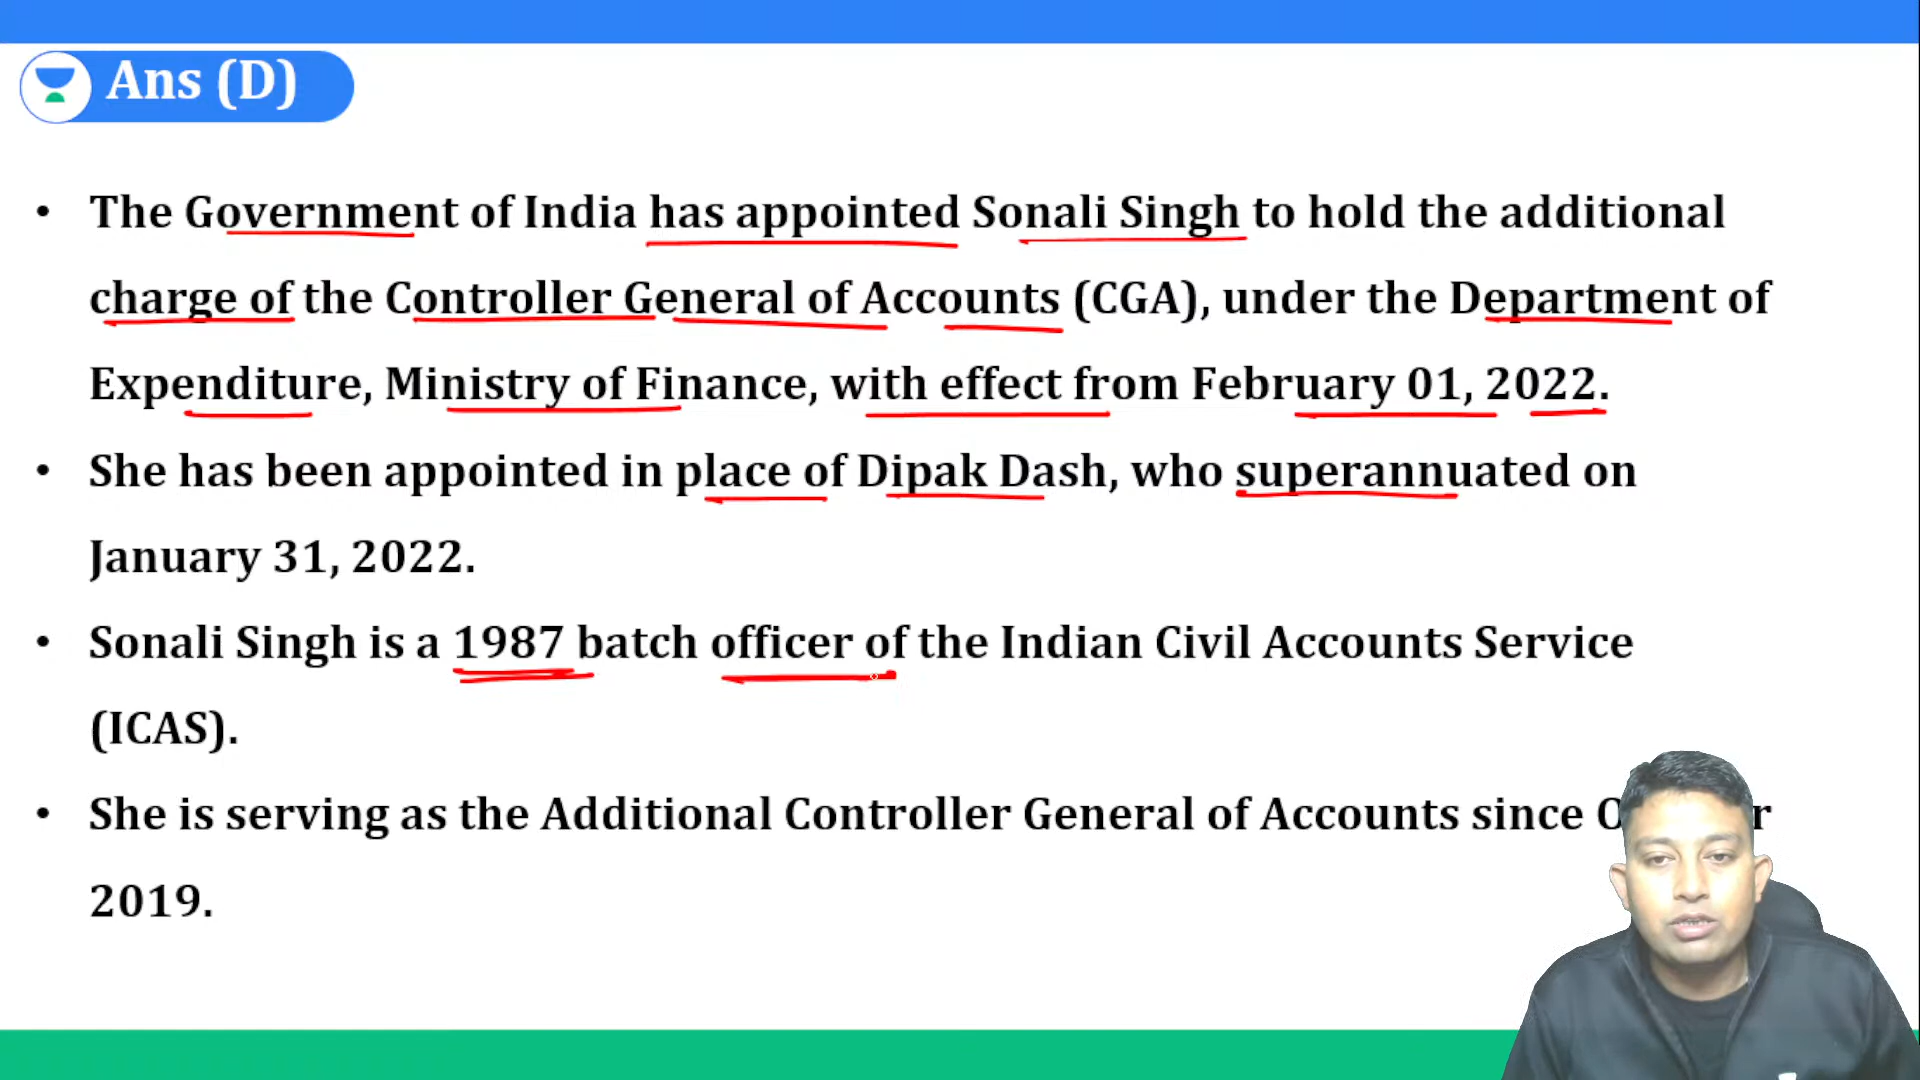 Ans (D)
• The Government of India has appointed Sonali Singh to hold the additional
charge of the Controller General of Accounts (CGA), under the Department of
Expenditure, Ministry of Finance, with effect from February 01, 2022.
• She has been appointed in place of Dipak Dash, who superannuated on
January 31, 2022.
• Sonali Singh is a 1987 batch officer of the Indian Civil Accounts Service
(ICAS).
• She is serving as the Additional Controller General of Accounts since
2019.